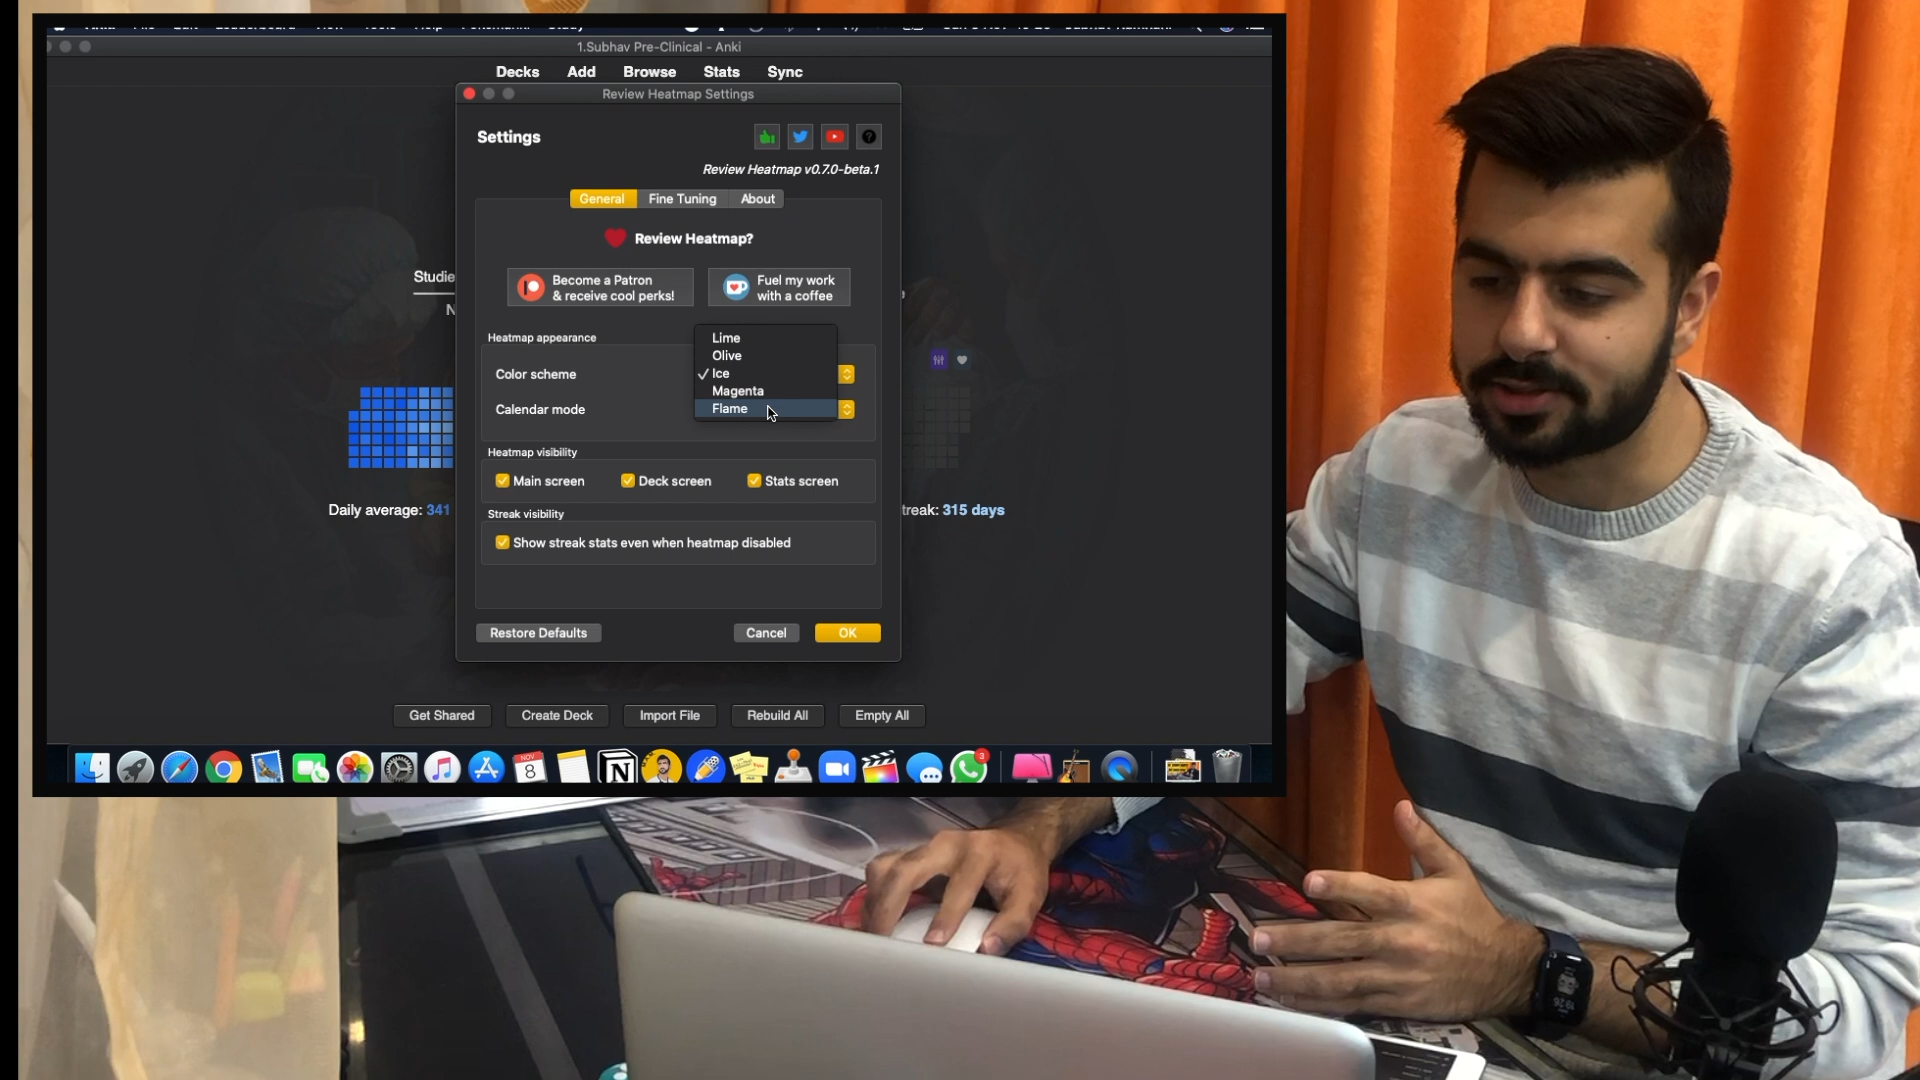 1.Subhav Pre-Clinical - Anki
Decks Add Browse Stats Sync
Review Heatmap Settings
Settings
Review Heatmap v0.7.0-beta.1
General Fine Tuning About
Review Heatmap?
Become a Patron
& receive cool perks!
Fuel my work
with a coffee
Studie
N
Heatmap appearance
Color scheme
Calendar mode
Lime
Olive
✓ Ice
Magenta
Flame
Heatmap visibility
Main screen Deck screen Stats screen
Streak visibility
Show streak stats even when heatmap disabled
Daily average: 341
treak: 315 days
Restore Defaults Cancel OK
Get Shared Create Deck Import File Rebuild All Empty All
NOV
8
N
3